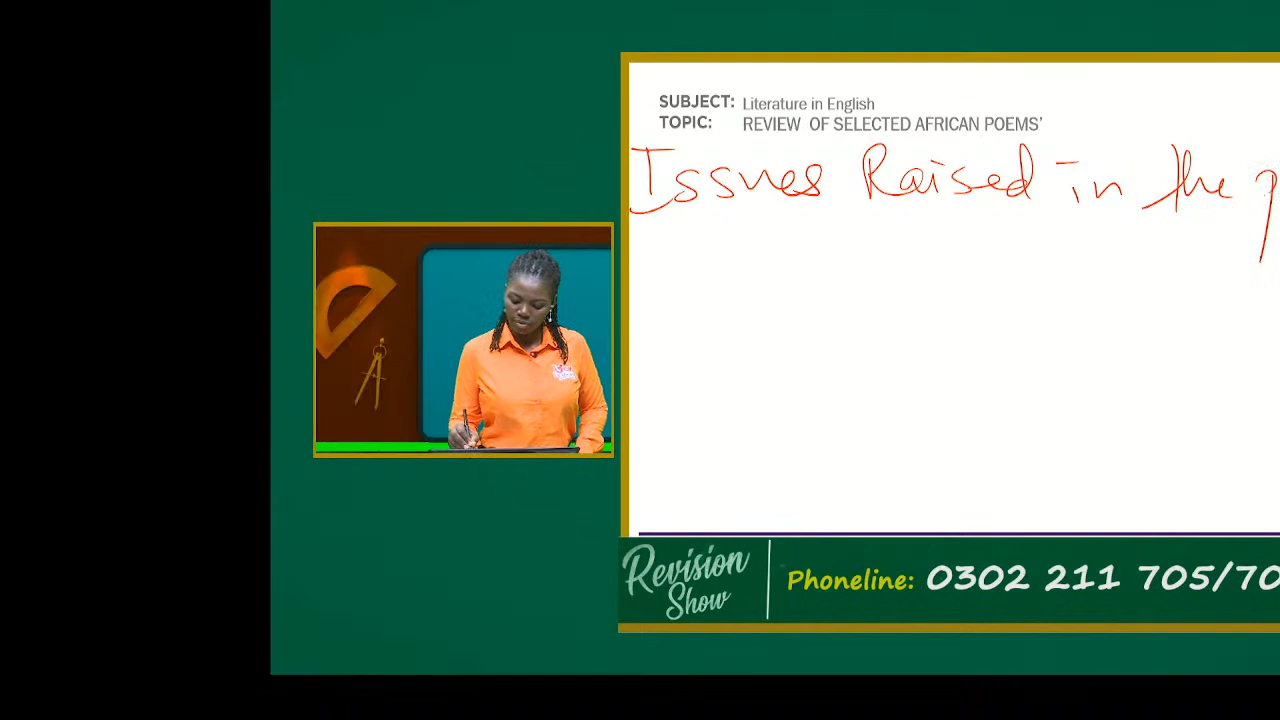 SUBJECT: Literature in English
TOPIC: REVIEW OF SELECTED AFRICAN POEMS'
Issues Raised in the
Revision Show
Phoneline: 0302 211 705/70